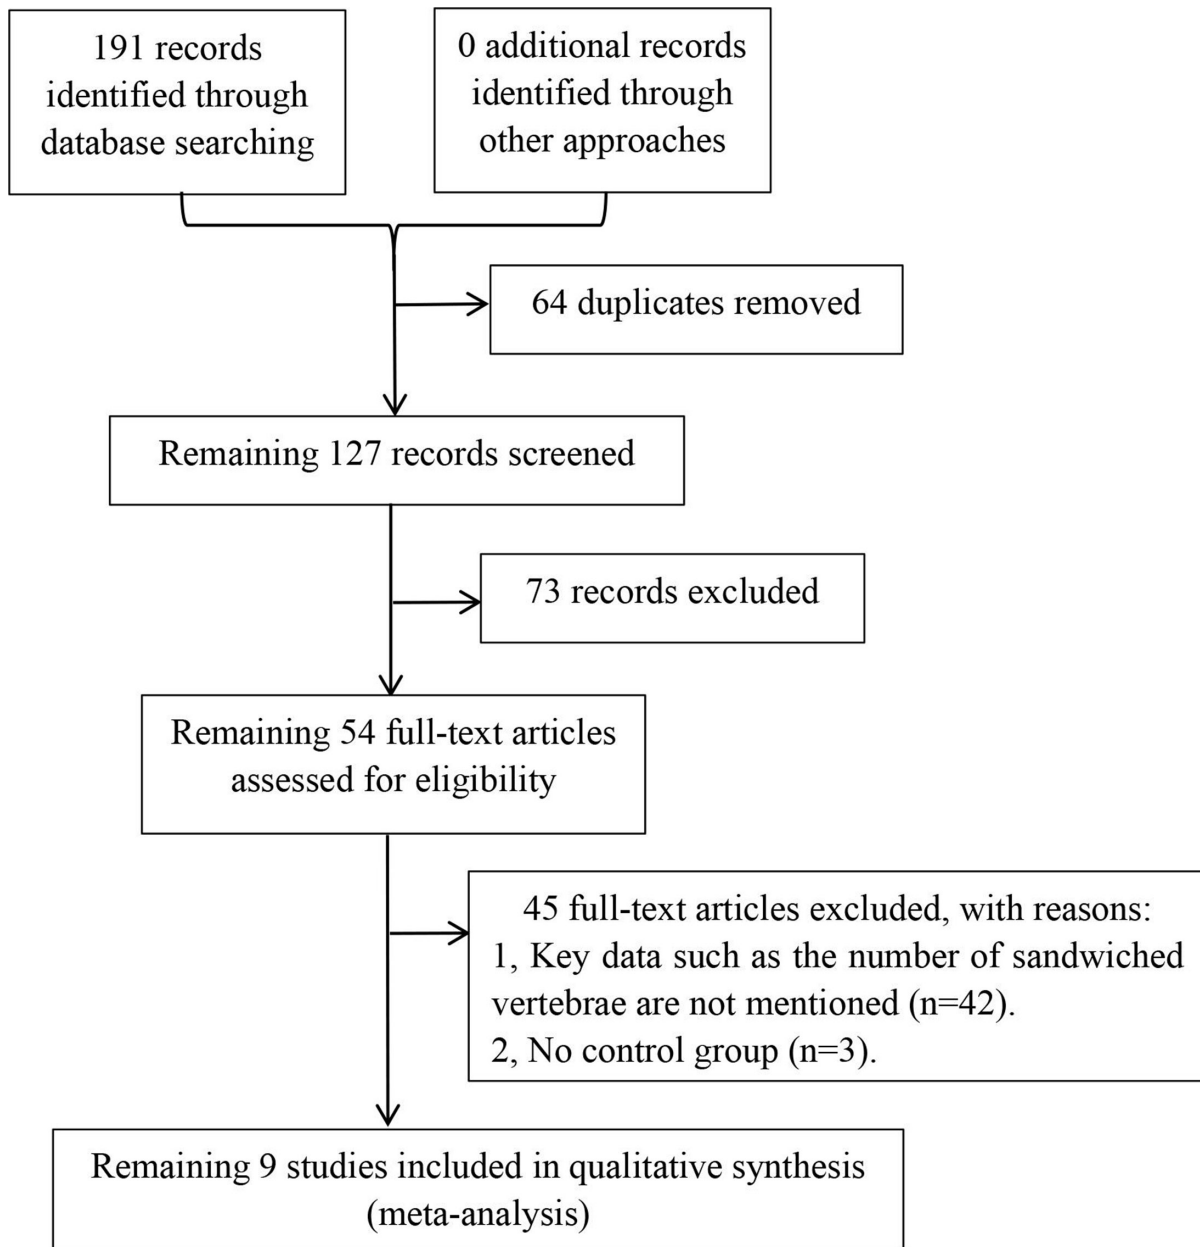 191 records
identified through
database searching
0 additional records
identified through
other approaches
64 duplicates removed
Remaining 127 records screened
73 records excluded
Remaining 54 full-text articles
assessed for eligibility
45 full-text articles excluded, with reasons:
1, Key data such as the number of sandwiched
vertebrae are not mentioned (n=42).
2, No control group (n=3).
Remaining 9 studies included in qualitative synthesis
(meta-analysis)